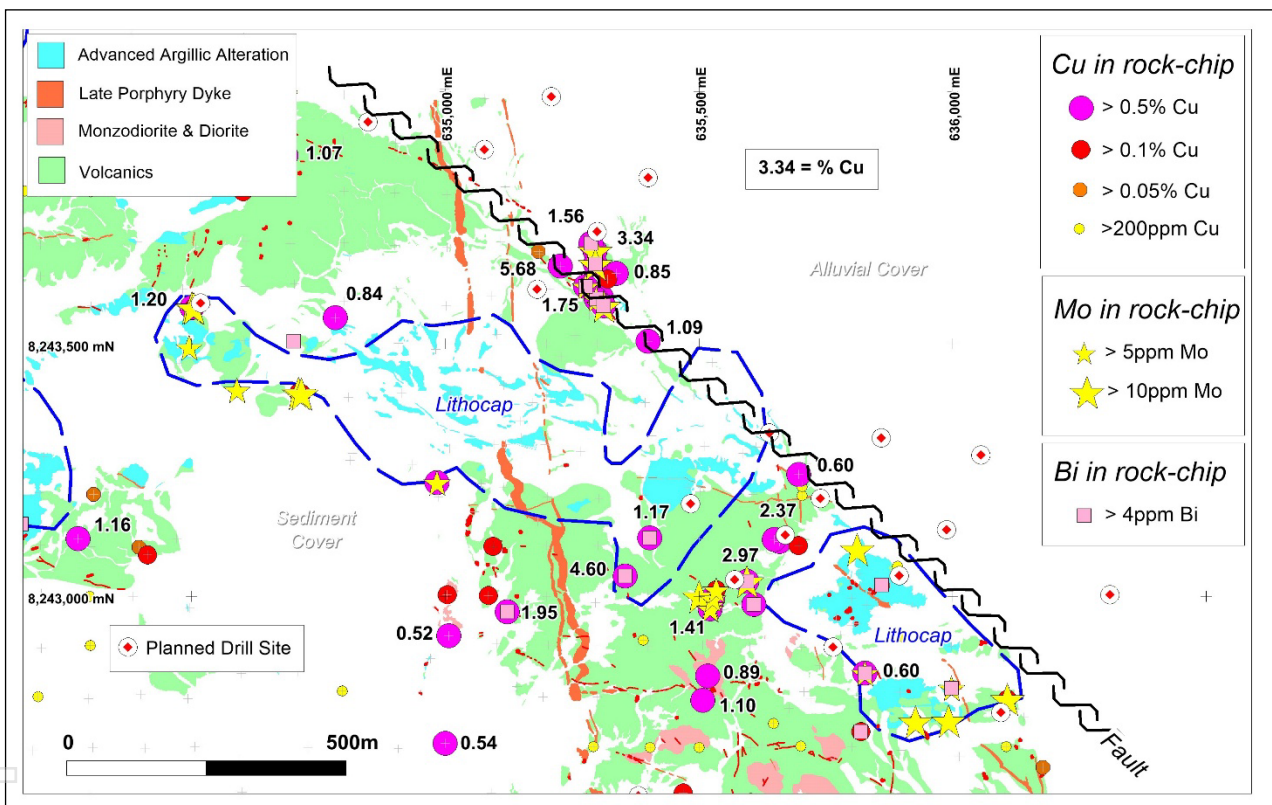 Advanced Argillic Alteration
Late Porphyry Dyke
Monzodiorite & Diorite
Volcanics
635,000 mE
635,500 mE
636,000 mE
Cu in rock-chip
> 0.5% Cu
> 0.1% Cu
> 0.05% Cu
>200ppm Cu
Mo in rock-chip
> 5ppm Mo
> 10ppm Mo
Bi in rock-chip
> 4ppm Bi
3.34 = % Cu
1.07
1.56
3.34
5.68
0.85
Alluvial Cover
1.20
0.84
1.75
1.09
8,243,500 mN
Lithocap
0.60
1.16
Sediment
Cover
1.17
2.37
2.97
4.60
8,243,000 mN
1.95
1.41
0.52
Lithocap
Planned Drill Site
0.89
0.60
1.10
0.54
0
500m
Fault